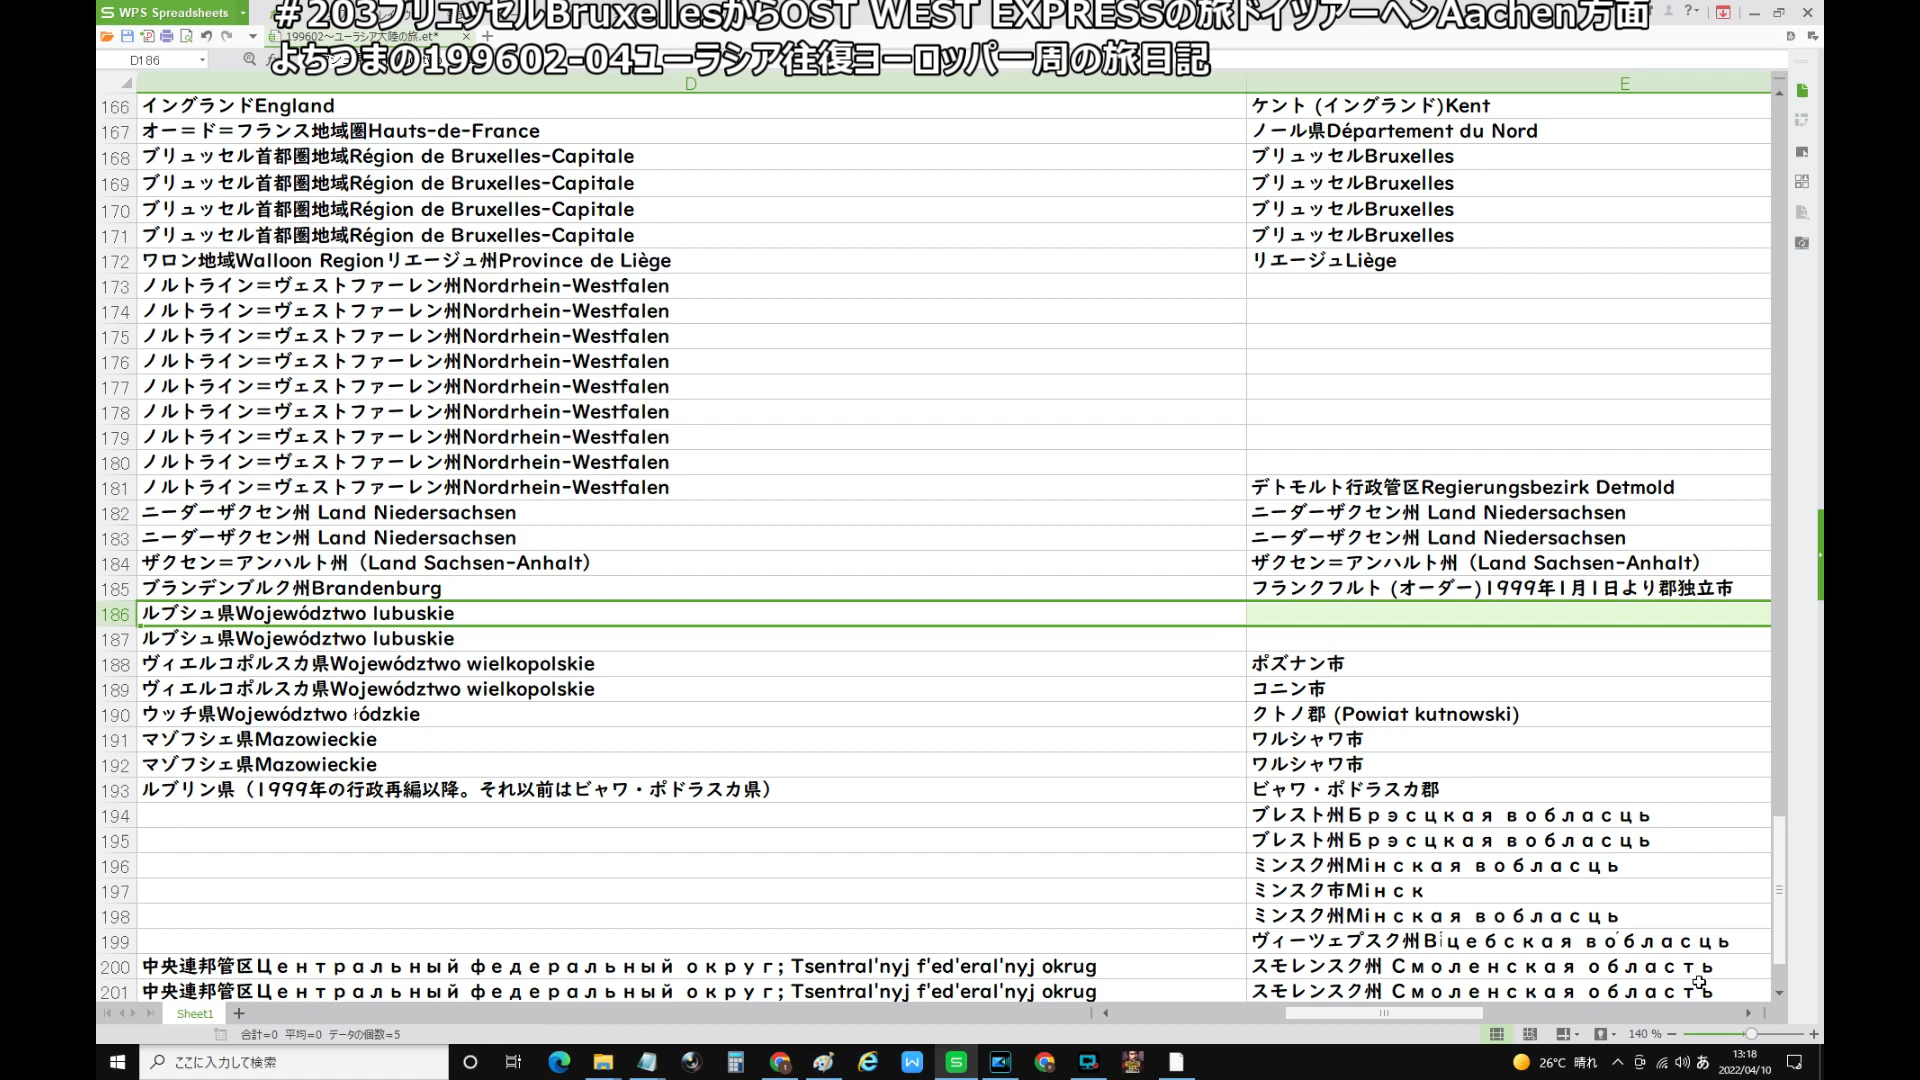 #203ブリュッセルBruxellesからOST WEST EXPRESSの旅ドイツアーヘンAachen方面
よちつまの199602-04ユーラシア往復ヨーロッパ一周の旅日記
WPS Spreadsheets
199602～ユーラシア大陸の旅.et*
D186
D E
166 イングランドEngland ケント (イングランド)Kent
167 オー＝ド＝フランス地域圏Hauts-de-France ノール県Département du Nord
168 ブリュッセル首都圏地域Région de Bruxelles-Capitale ブリュッセルBruxelles
169 ブリュッセル首都圏地域Région de Bruxelles-Capitale ブリュッセルBruxelles
170 ブリュッセル首都圏地域Région de Bruxelles-Capitale ブリュッセルBruxelles
171 ブリュッセル首都圏地域Région de Bruxelles-Capitale ブリュッセルBruxelles
172 ワロン地域Walloon Regionリエージュ州Province de Liège リエージュLiège
173 ノルトライン＝ヴェストファーレン州Nordrhein-Westfalen
174 ノルトライン＝ヴェストファーレン州Nordrhein-Westfalen
175 ノルトライン＝ヴェストファーレン州Nordrhein-Westfalen
176 ノルトライン＝ヴェストファーレン州Nordrhein-Westfalen
177 ノルトライン＝ヴェストファーレン州Nordrhein-Westfalen
178 ノルトライン＝ヴェストファーレン州Nordrhein-Westfalen
179 ノルトライン＝ヴェストファーレン州Nordrhein-Westfalen
180 ノルトライン＝ヴェストファーレン州Nordrhein-Westfalen
181 ノルトライン＝ヴェストファーレン州Nordrhein-Westfalen デトモルト行政管区Regierungsbezirk Detmold
182 ニーダーザクセン州 Land Niedersachsen ニーダーザクセン州 Land Niedersachsen
183 ニーダーザクセン州 Land Niedersachsen ニーダーザクセン州 Land Niedersachsen
184 ザクセン＝アンハルト州（Land Sachsen-Anhalt） ザクセン＝アンハルト州（Land Sachsen-Anhalt）
185 ブランデンブルク州Brandenburg フランクフルト (オーダー)1999年1月1日より郡独立市
186 ルブシュ県Województwo lubuskie
187 ルブシュ県Województwo lubuskie
188 ヴィエルコポルスカ県Województwo wielkopolskie ポズナン市
189 ヴィエルコポルスカ県Województwo wielkopolskie コニン市
190 ウッチ県Województwo łódzkie クトノ郡 (Powiat kutnowski)
191 マゾフシェ県Mazowieckie ワルシャワ市
192 マゾフシェ県Mazowieckie ワルシャワ市
193 ルブリン県（1999年の行政再編以降。それ以前はビャワ・ポドラスカ県） ビャワ・ポドラスカ郡
194 ブレスト州Брэсцкая вобласць
195 ブレスト州Брэсцкая вобласць
196 ミンスク州Мiнская вобласць
197 ミンスク市Мiнск
198 ミンスク州Мiнская вобласць
199 ヴィーツェプスク州Ві́цебская во́бласць
200 中央連邦管区Центральный федеральный округ; Tsentral'nyj f'ed'eral'nyj okrug スモレンスク州 Смоленская область
201 中央連邦管区Центральный федеральный округ; Tsentral'nyj f'ed'eral'nyj okrug スモレンスク州 Смоленская область
Sheet1
合計=0 平均=0 データの個数=5
140 %
ここに入力して検索
26°C 晴れ
あ
13:18
2022/04/10